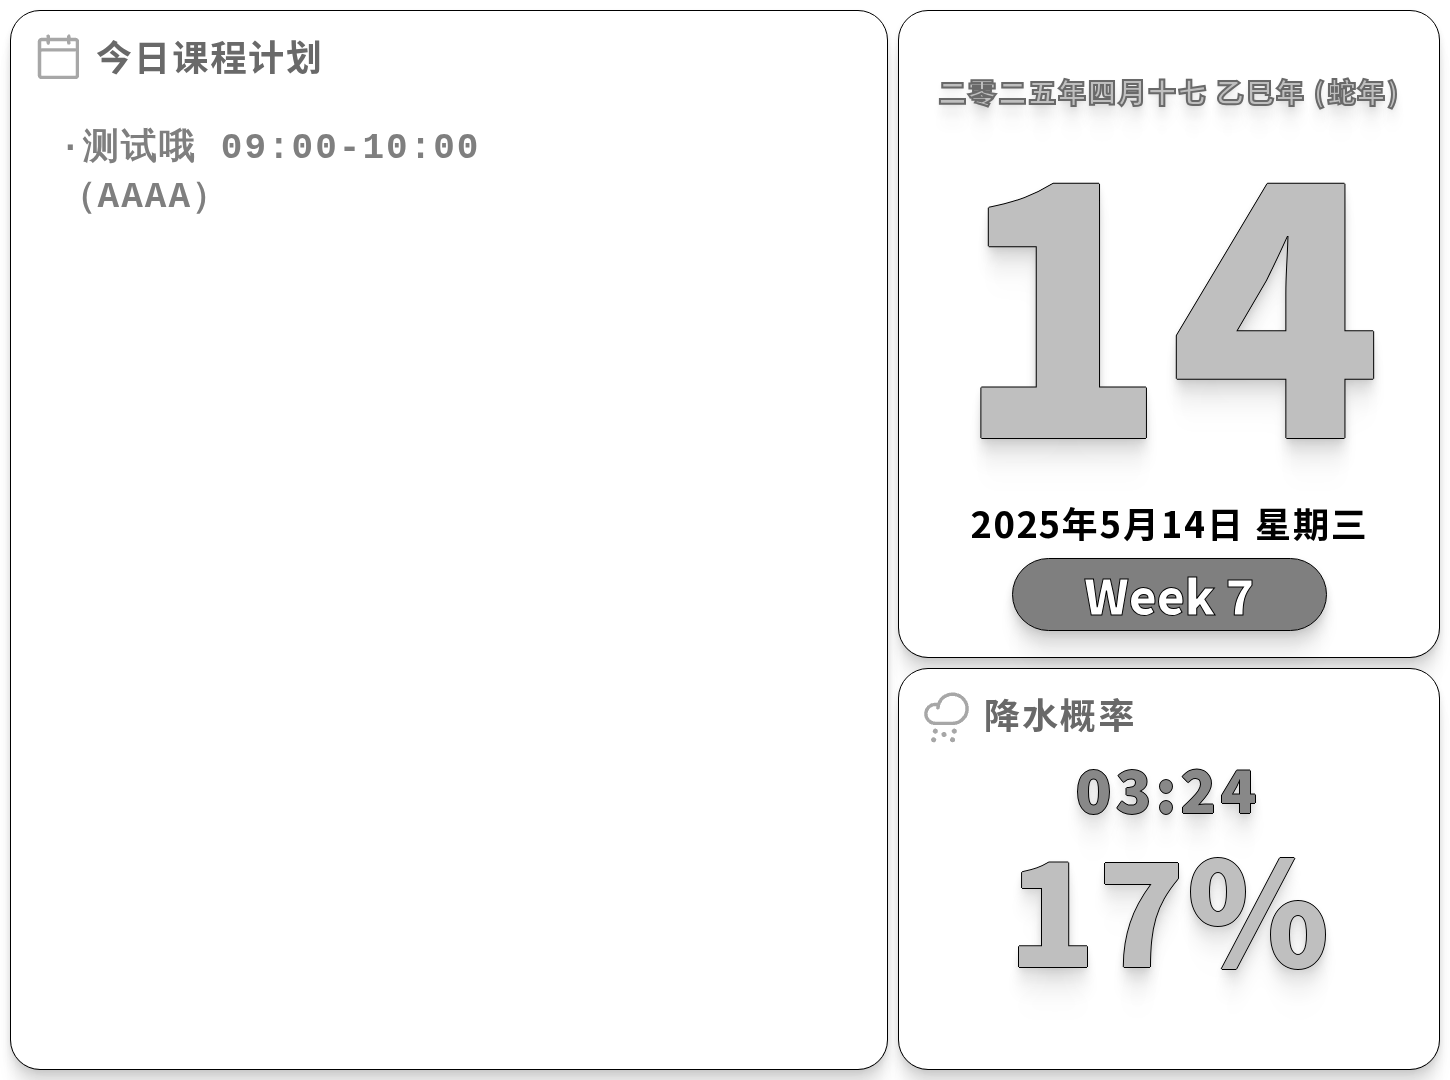 今日课程计划
·测试哦 09:00-10:00
（AAAA）
二零二五年四月十七 乙巳年 (蛇年)
14
2025年5月14日 星期三
Week 7
降水概率
03:24
17%